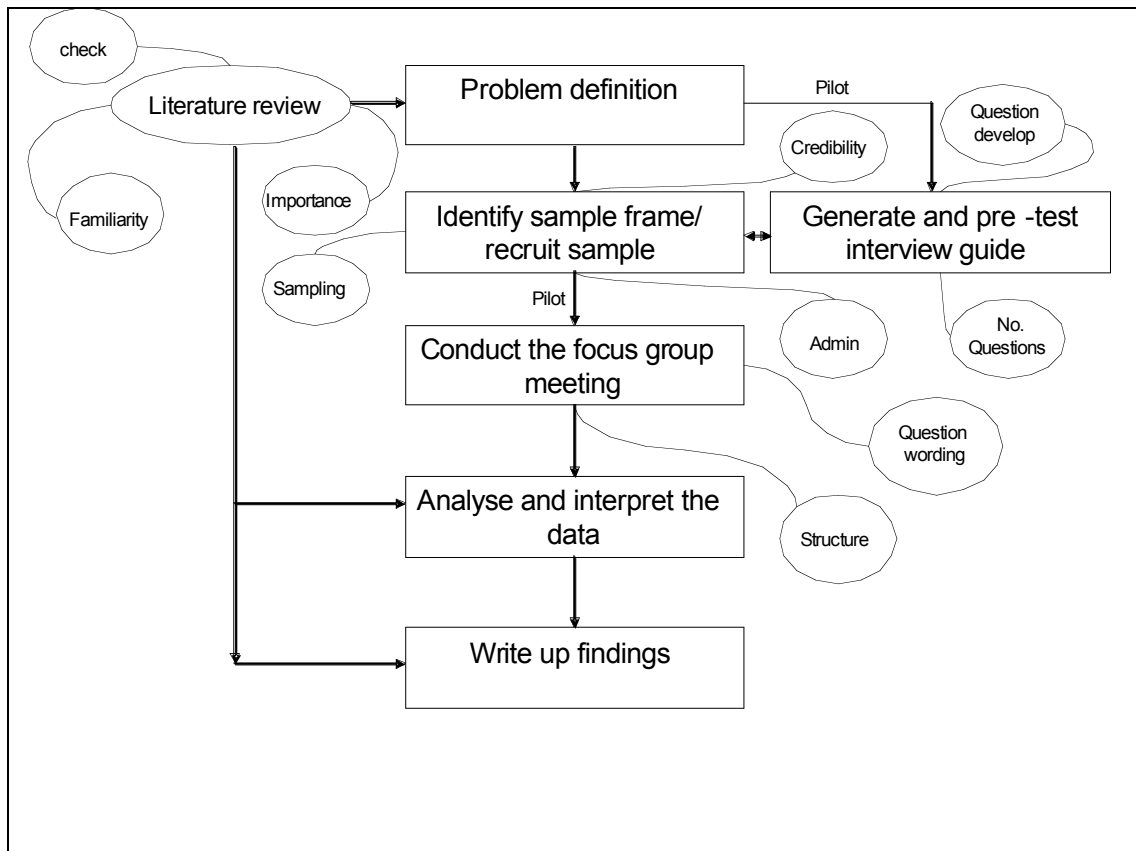 check
Literature review
Problem definition
Pilot
Question
develop
Credibility
Familiarity
Importance
Identify sample frame/
recruit sample
Generate and pre -test
interview guide
Sampling
Pilot
Admin
No.
Questions
Conduct the focus group
meeting
Question
wording
Analyse and interpret the
data
Structure
Write up findings